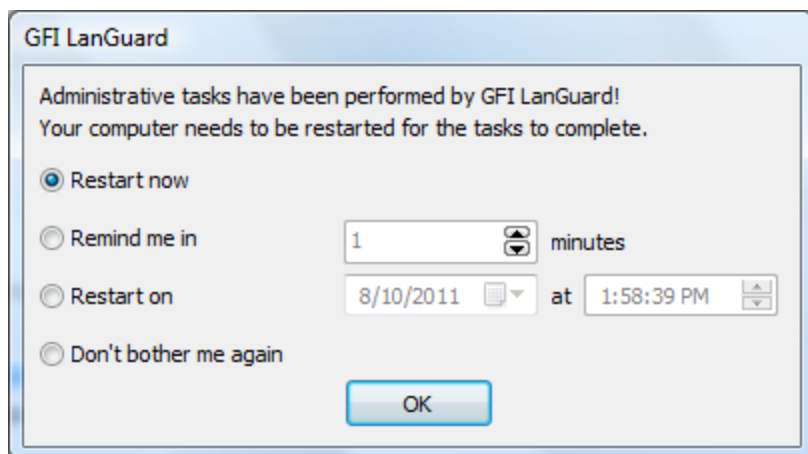 GFI LanGuard
Administrative tasks have been performed by GFI LanGuard!
Your computer needs to be restarted for the tasks to complete.
Restart now
Remind me in 1 minutes
Restart on 8/10/2011 at 1:58:39 PM
Don't bother me again
OK